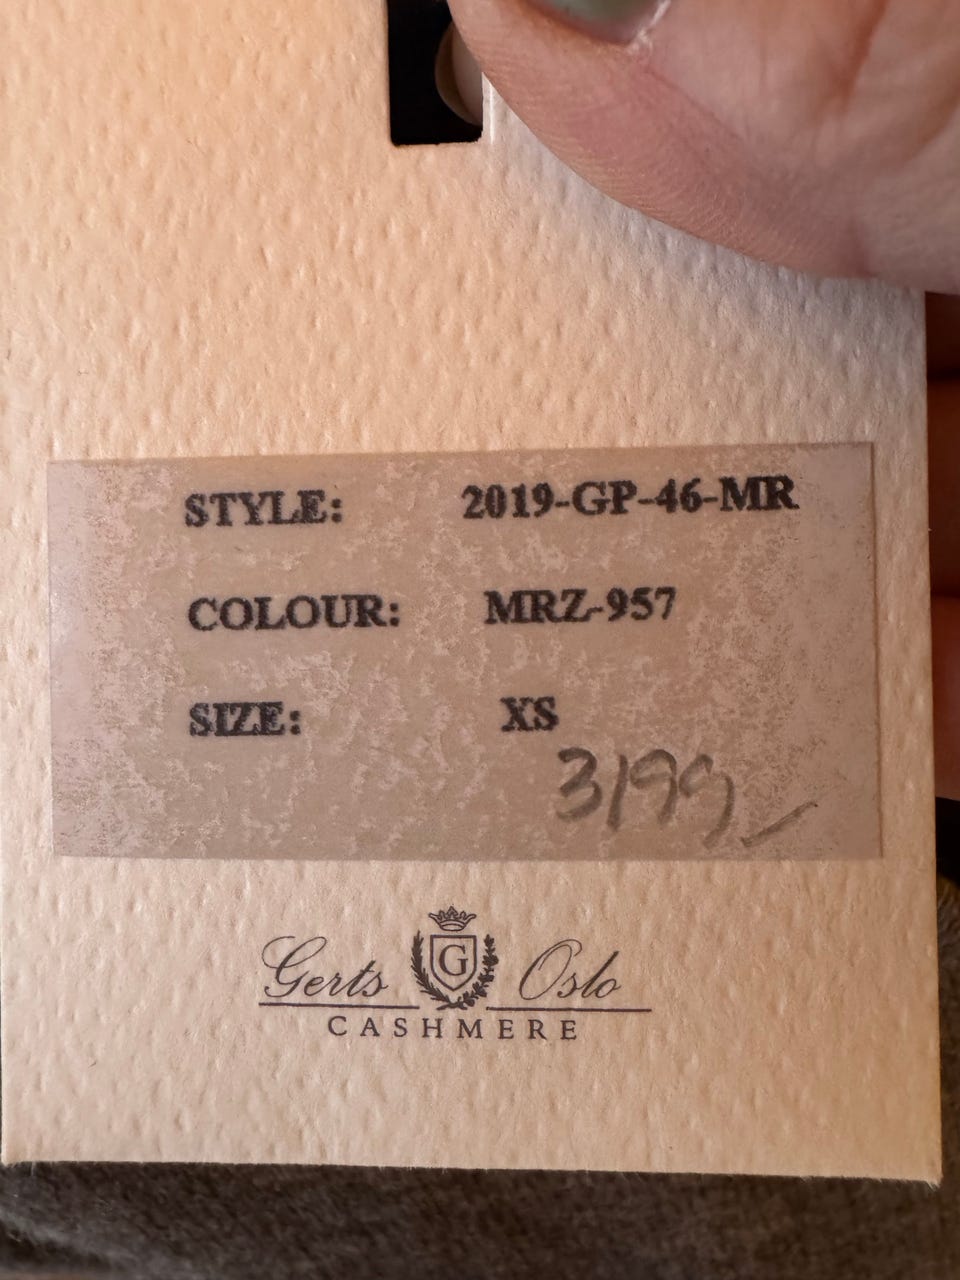 STYLE: 2019-GP-46-MR
COLOUR: MRZ-957
SIZE: XS
3199,-
Gerts G Oslo
CASHMERE